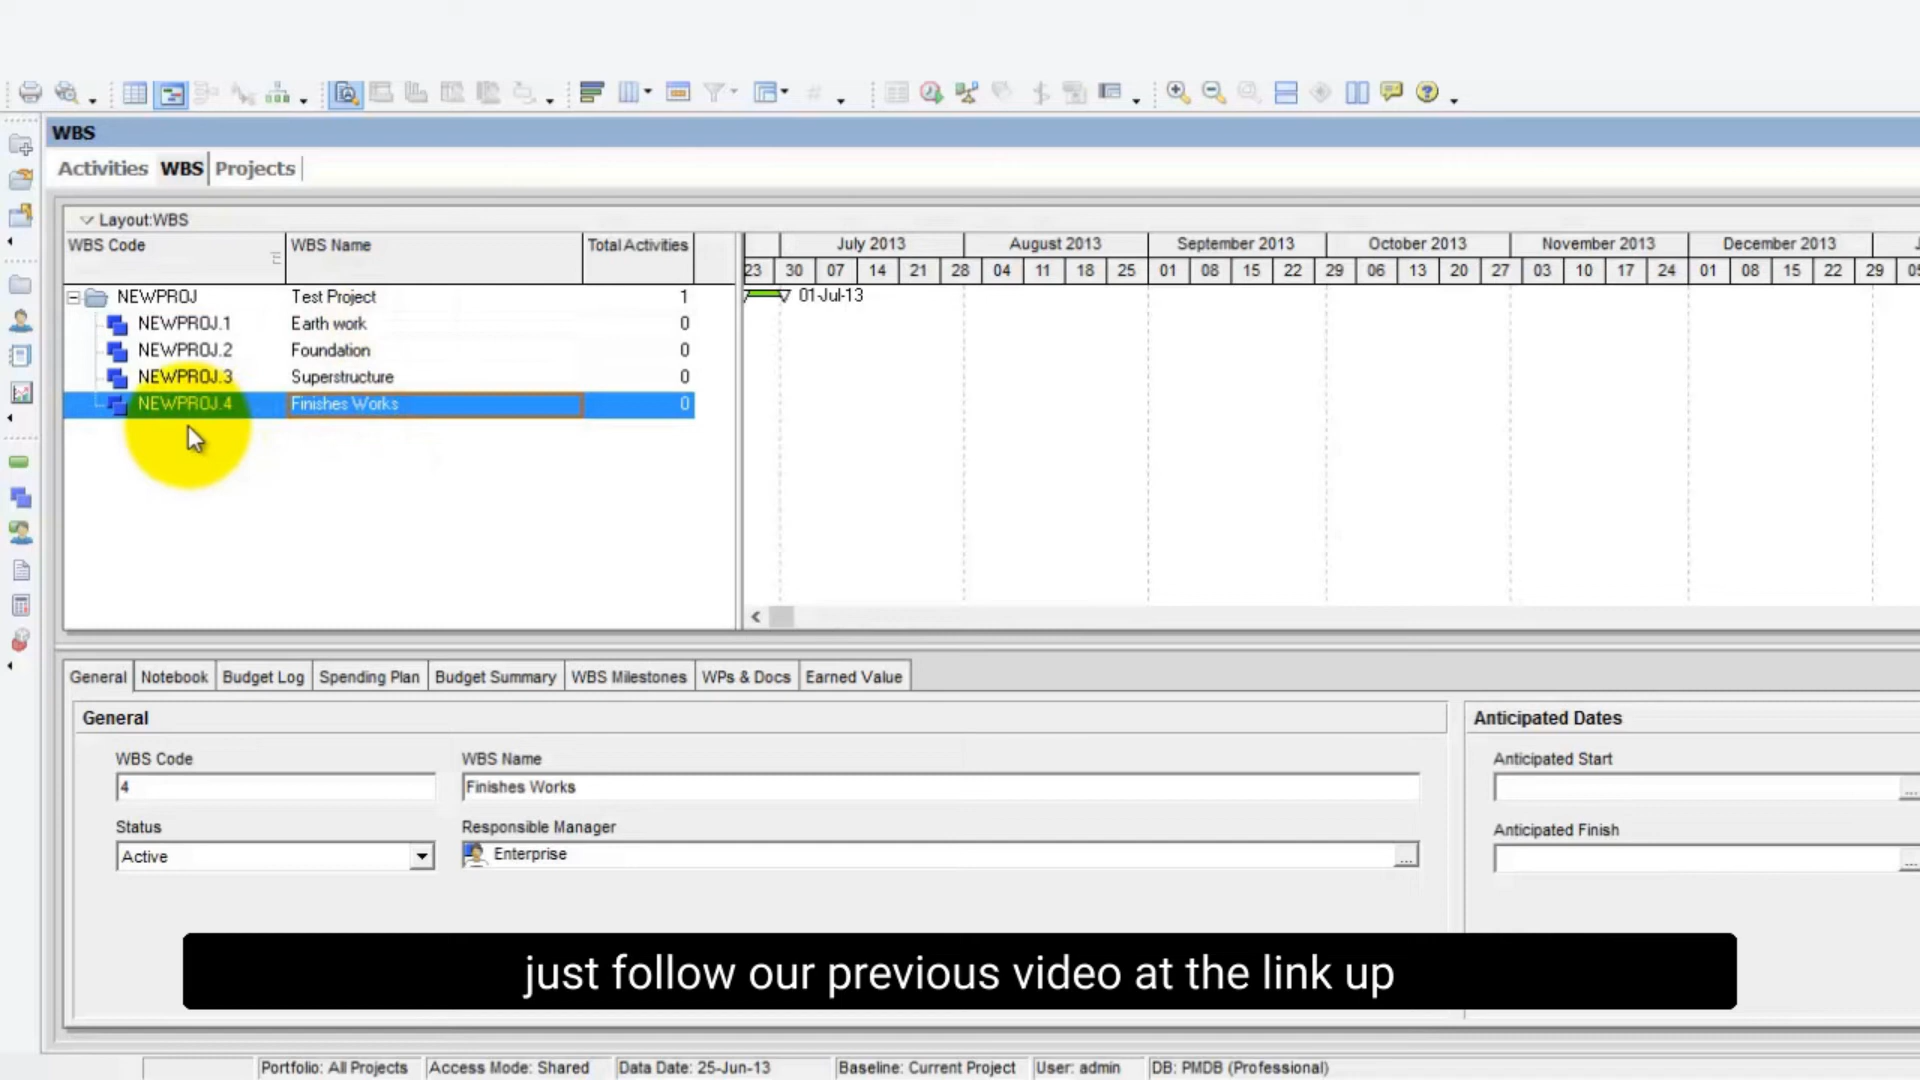 WBS
Activities WBS Projects
Layout:WBS
WBS Code WBS Name Total Activities
July 2013 August 2013 September 2013 October 2013 November 2013 December 2013
23 30 07 14 21 28 04 11 18 25 01 08 15 22 29 06 13 20 27 03 10 17 24 01 08 15 22 29
NEWPROJ Test Project 1 01-Jul-13
NEWPROJ.1 Earth work 0
NEWPROJ.2 Foundation 0
NEWPROJ.3 Superstructure 0
NEWPROJ.4 Finishes Works 0
General Notebook Budget Log Spending Plan Budget Summary WBS Milestones WPs & Docs Earned Value
General Anticipated Dates
WBS Code WBS Name Anticipated Start
4 Finishes Works
Status Responsible Manager Anticipated Finish
Active Enterprise
just follow our previous video at the link up
Portfolio: All Projects Access Mode: Shared Data Date: 25-Jun-13 Baseline: Current Project User: admin DB: PMDB (Professional)